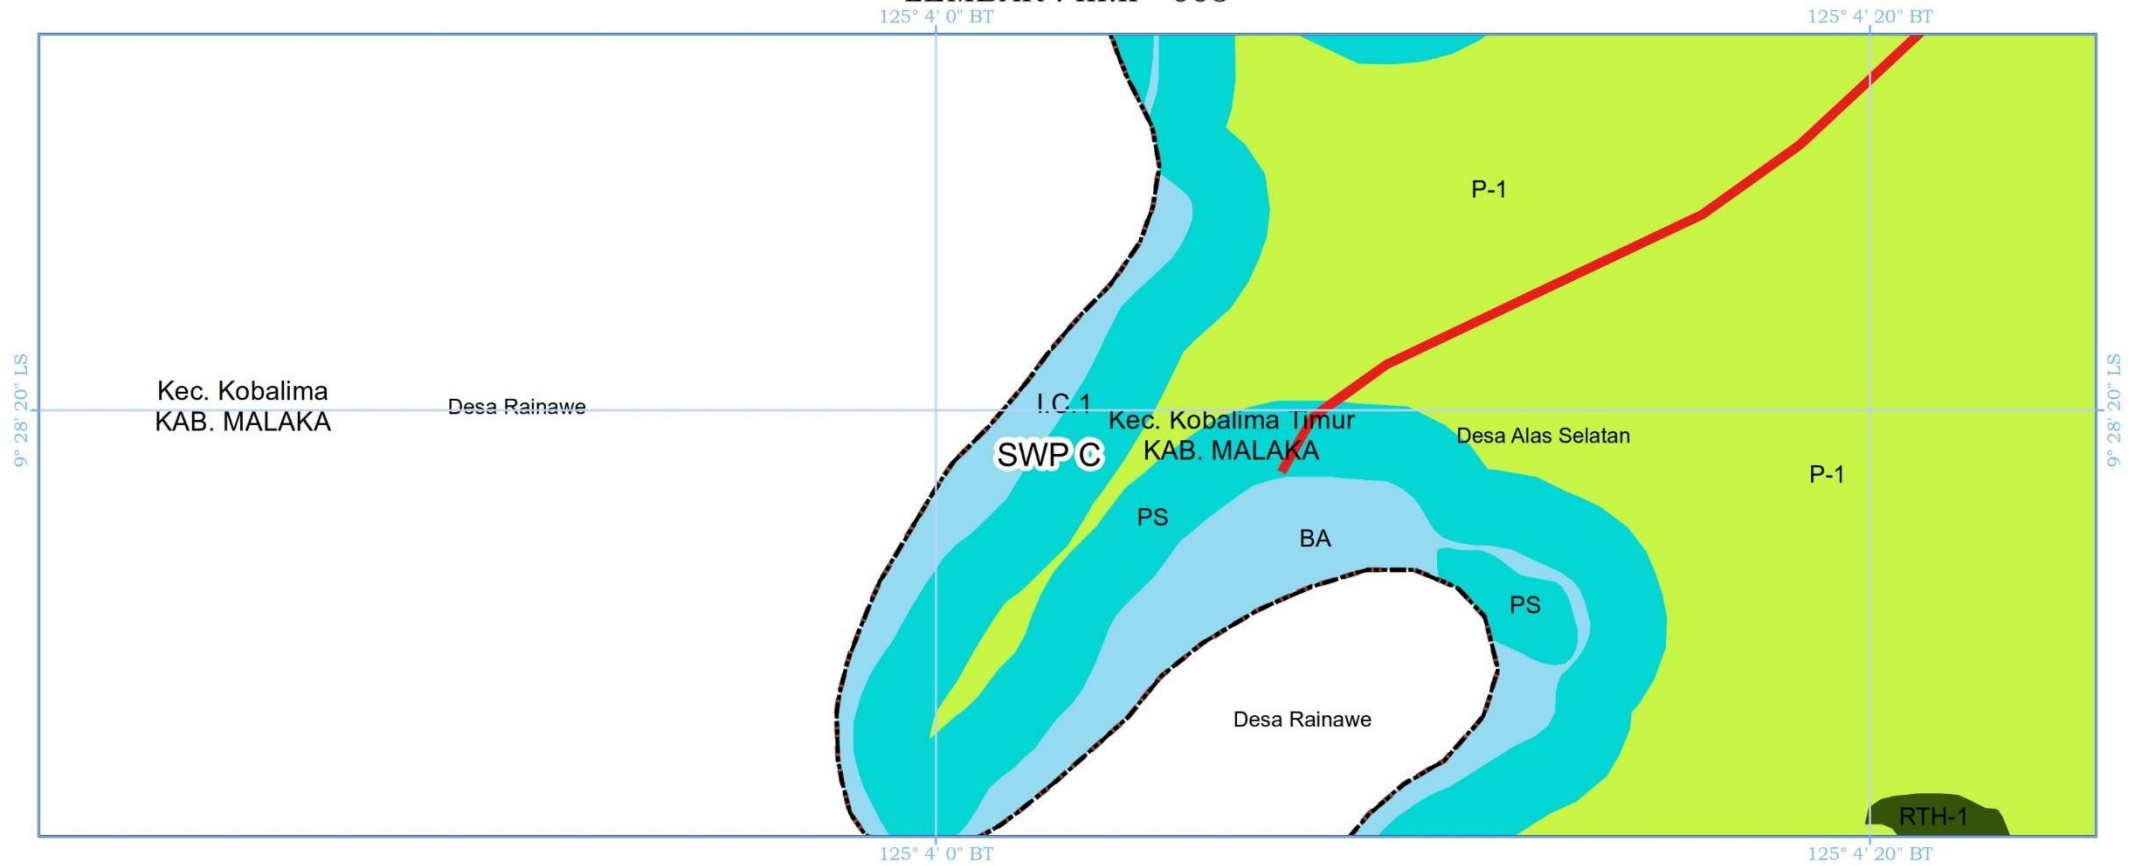 125° 4' 0" BT
125° 4' 20" BT
P-1
9° 28' 20" LS
9° 28' 20" LS
Kec. Kobalima
KAB. MALAKA
Desa Rainawe
I.C.1
SWP C
Kec. Kobalima Timur
KAB. MALAKA
Desa Alas Selatan
P-1
PS
BA
PS
Desa Rainawe
RTH-1
125° 4' 0" BT
125° 4' 20" BT